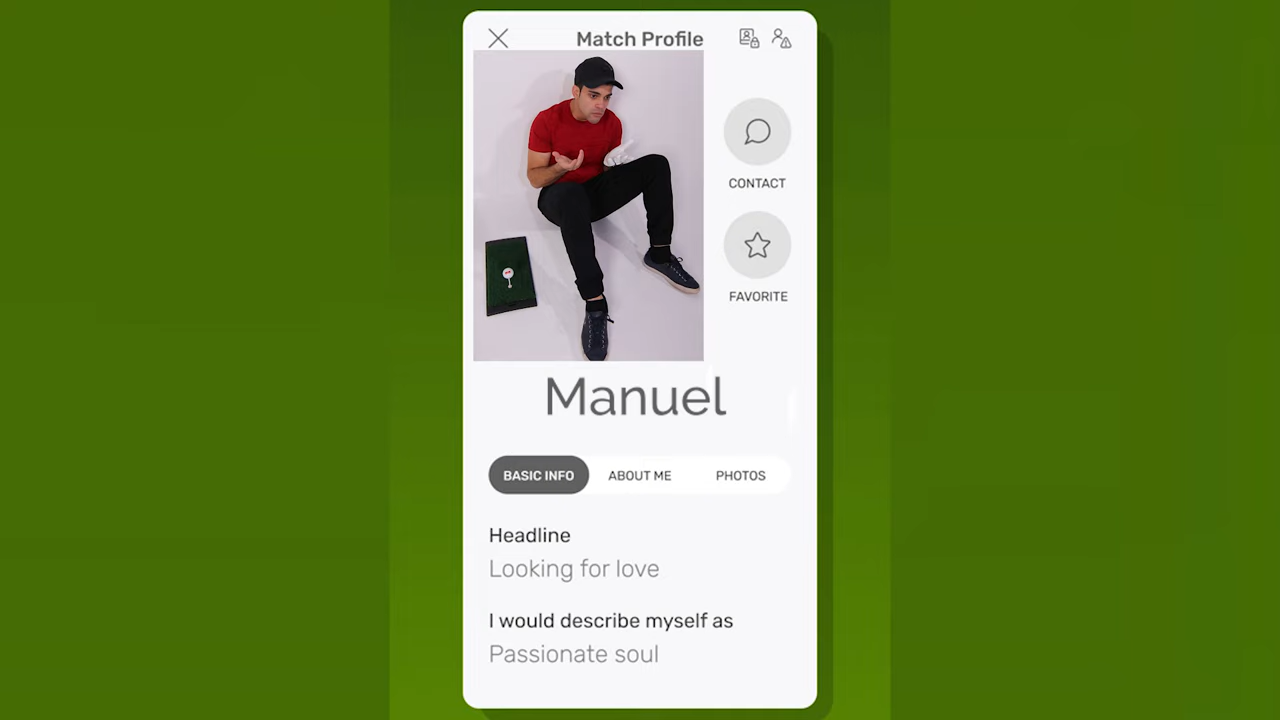 Match Profile
CONTACT
FAVORITE
Manuel
BASIC INFO ABOUT ME PHOTOS
Headline
Looking for love
I would describe myself as
Passionate soul